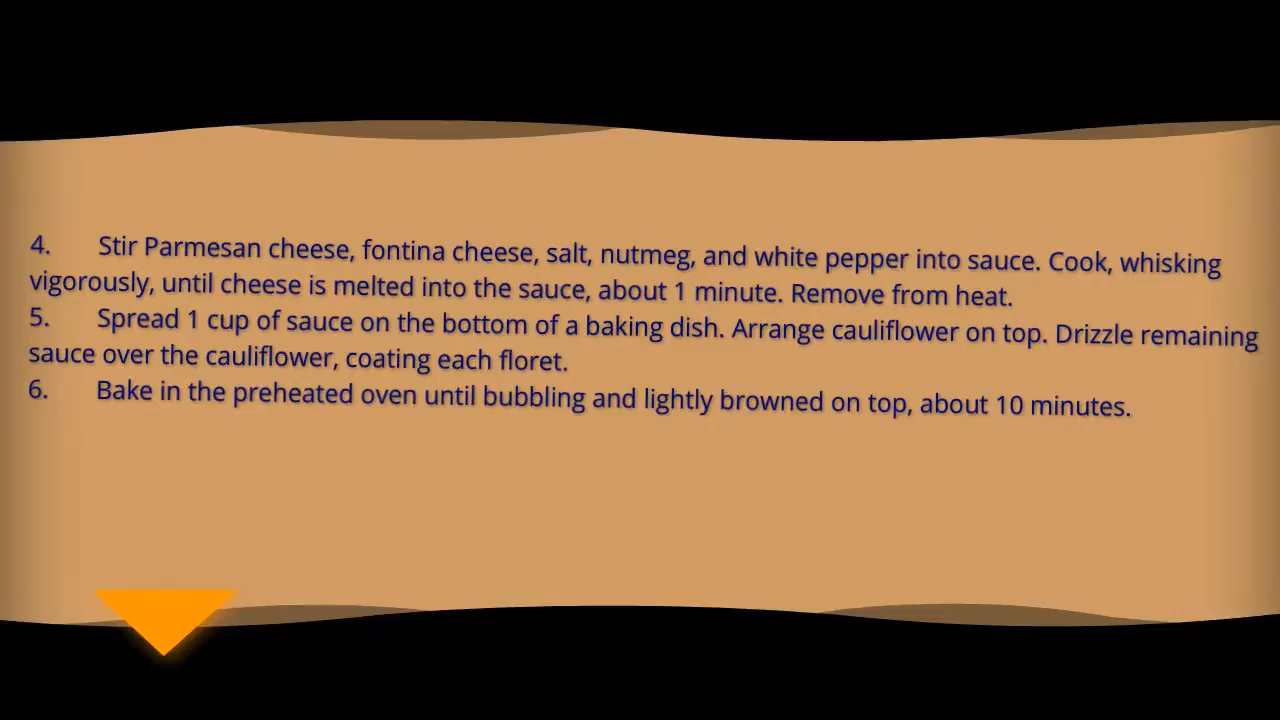 4. Stir Parmesan cheese, fontina cheese, salt, nutmeg, and white pepper into sauce. Cook, whisking
vigorously, until cheese is melted into the sauce, about 1 minute. Remove from heat.
5. Spread 1 cup of sauce on the bottom of a baking dish. Arrange cauliflower on top. Drizzle remaining
sauce over the cauliflower, coating each floret.
6. Bake in the preheated oven until bubbling and lightly browned on top, about 10 minutes.